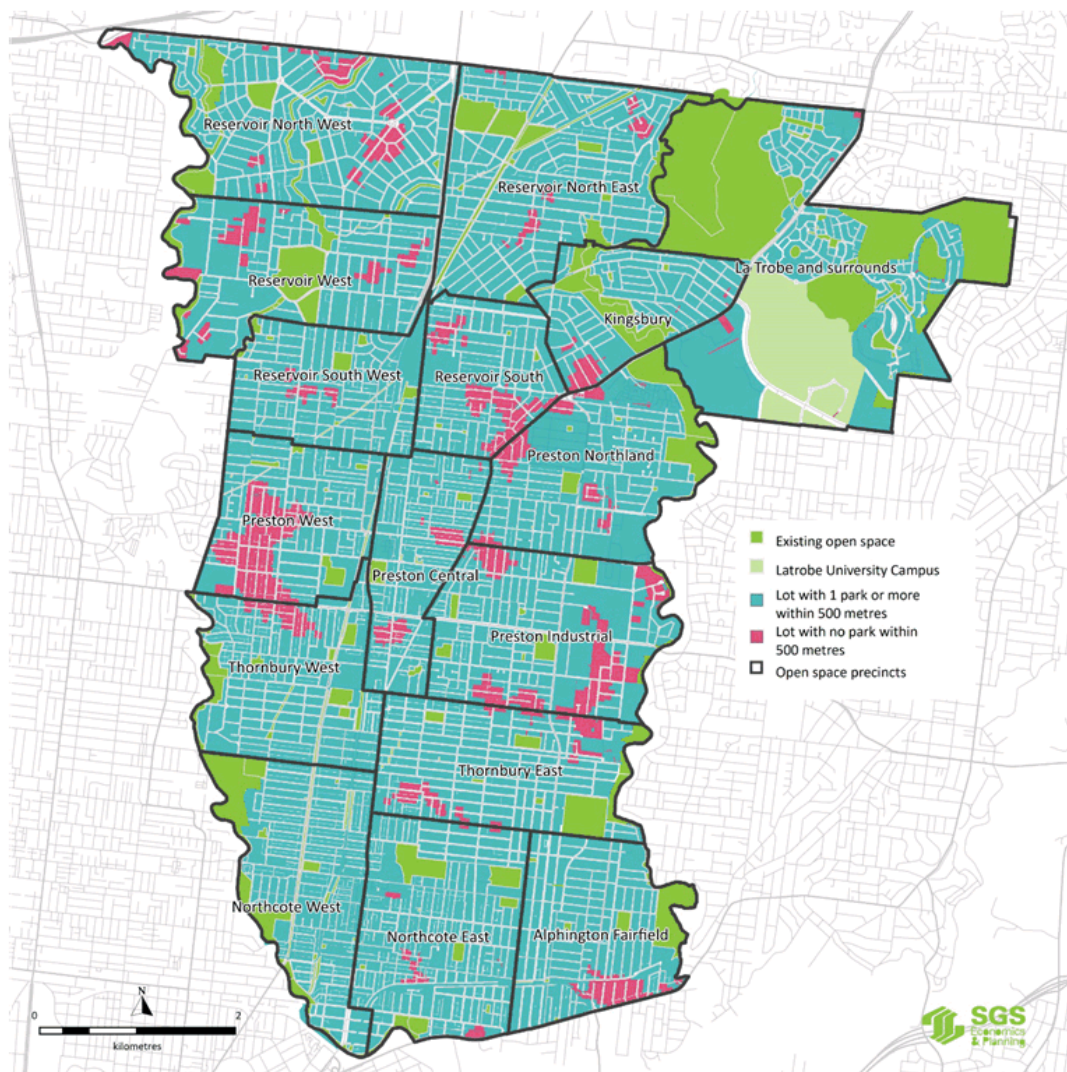 Reservoir North West
Reservoir North East
Reservoir West
La Trobe and surrounds
Kingsbury
Reservoir South West
Reservoir South
Preston Northland
Preston West
Preston Central
Preston Industrial
Thornbury West
Thornbury East
Northcote West
Northcote East
Alphington Fairfield
Existing open space
Latrobe University Campus
Lot with 1 park or more
within 500 metres
Lot with no park within
500 metres
Open space precincts
N
0 2
kilometres
SGS
Economics
& Planning